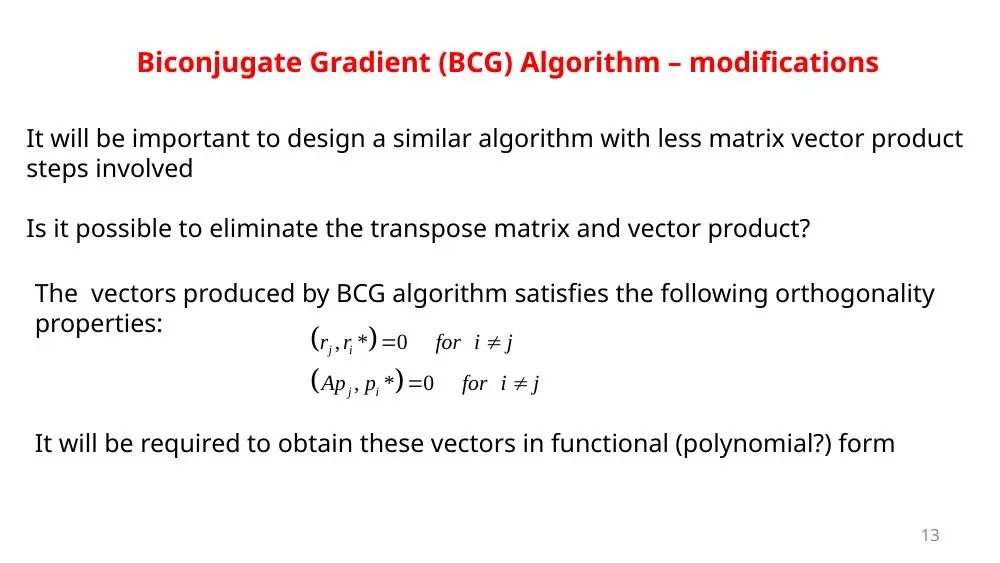 Biconjugate Gradient (BCG) Algorithm – modifications
It will be important to design a similar algorithm with less matrix vector product
steps involved
Is it possible to eliminate the transpose matrix and vector product?
The  vectors produced by BCG algorithm satisfies the following orthogonality
properties:
(r_j, r_i*)=0 for i ≠ j
(Ap_j, p_i*)=0 for i ≠ j
It will be required to obtain these vectors in functional (polynomial?) form
13